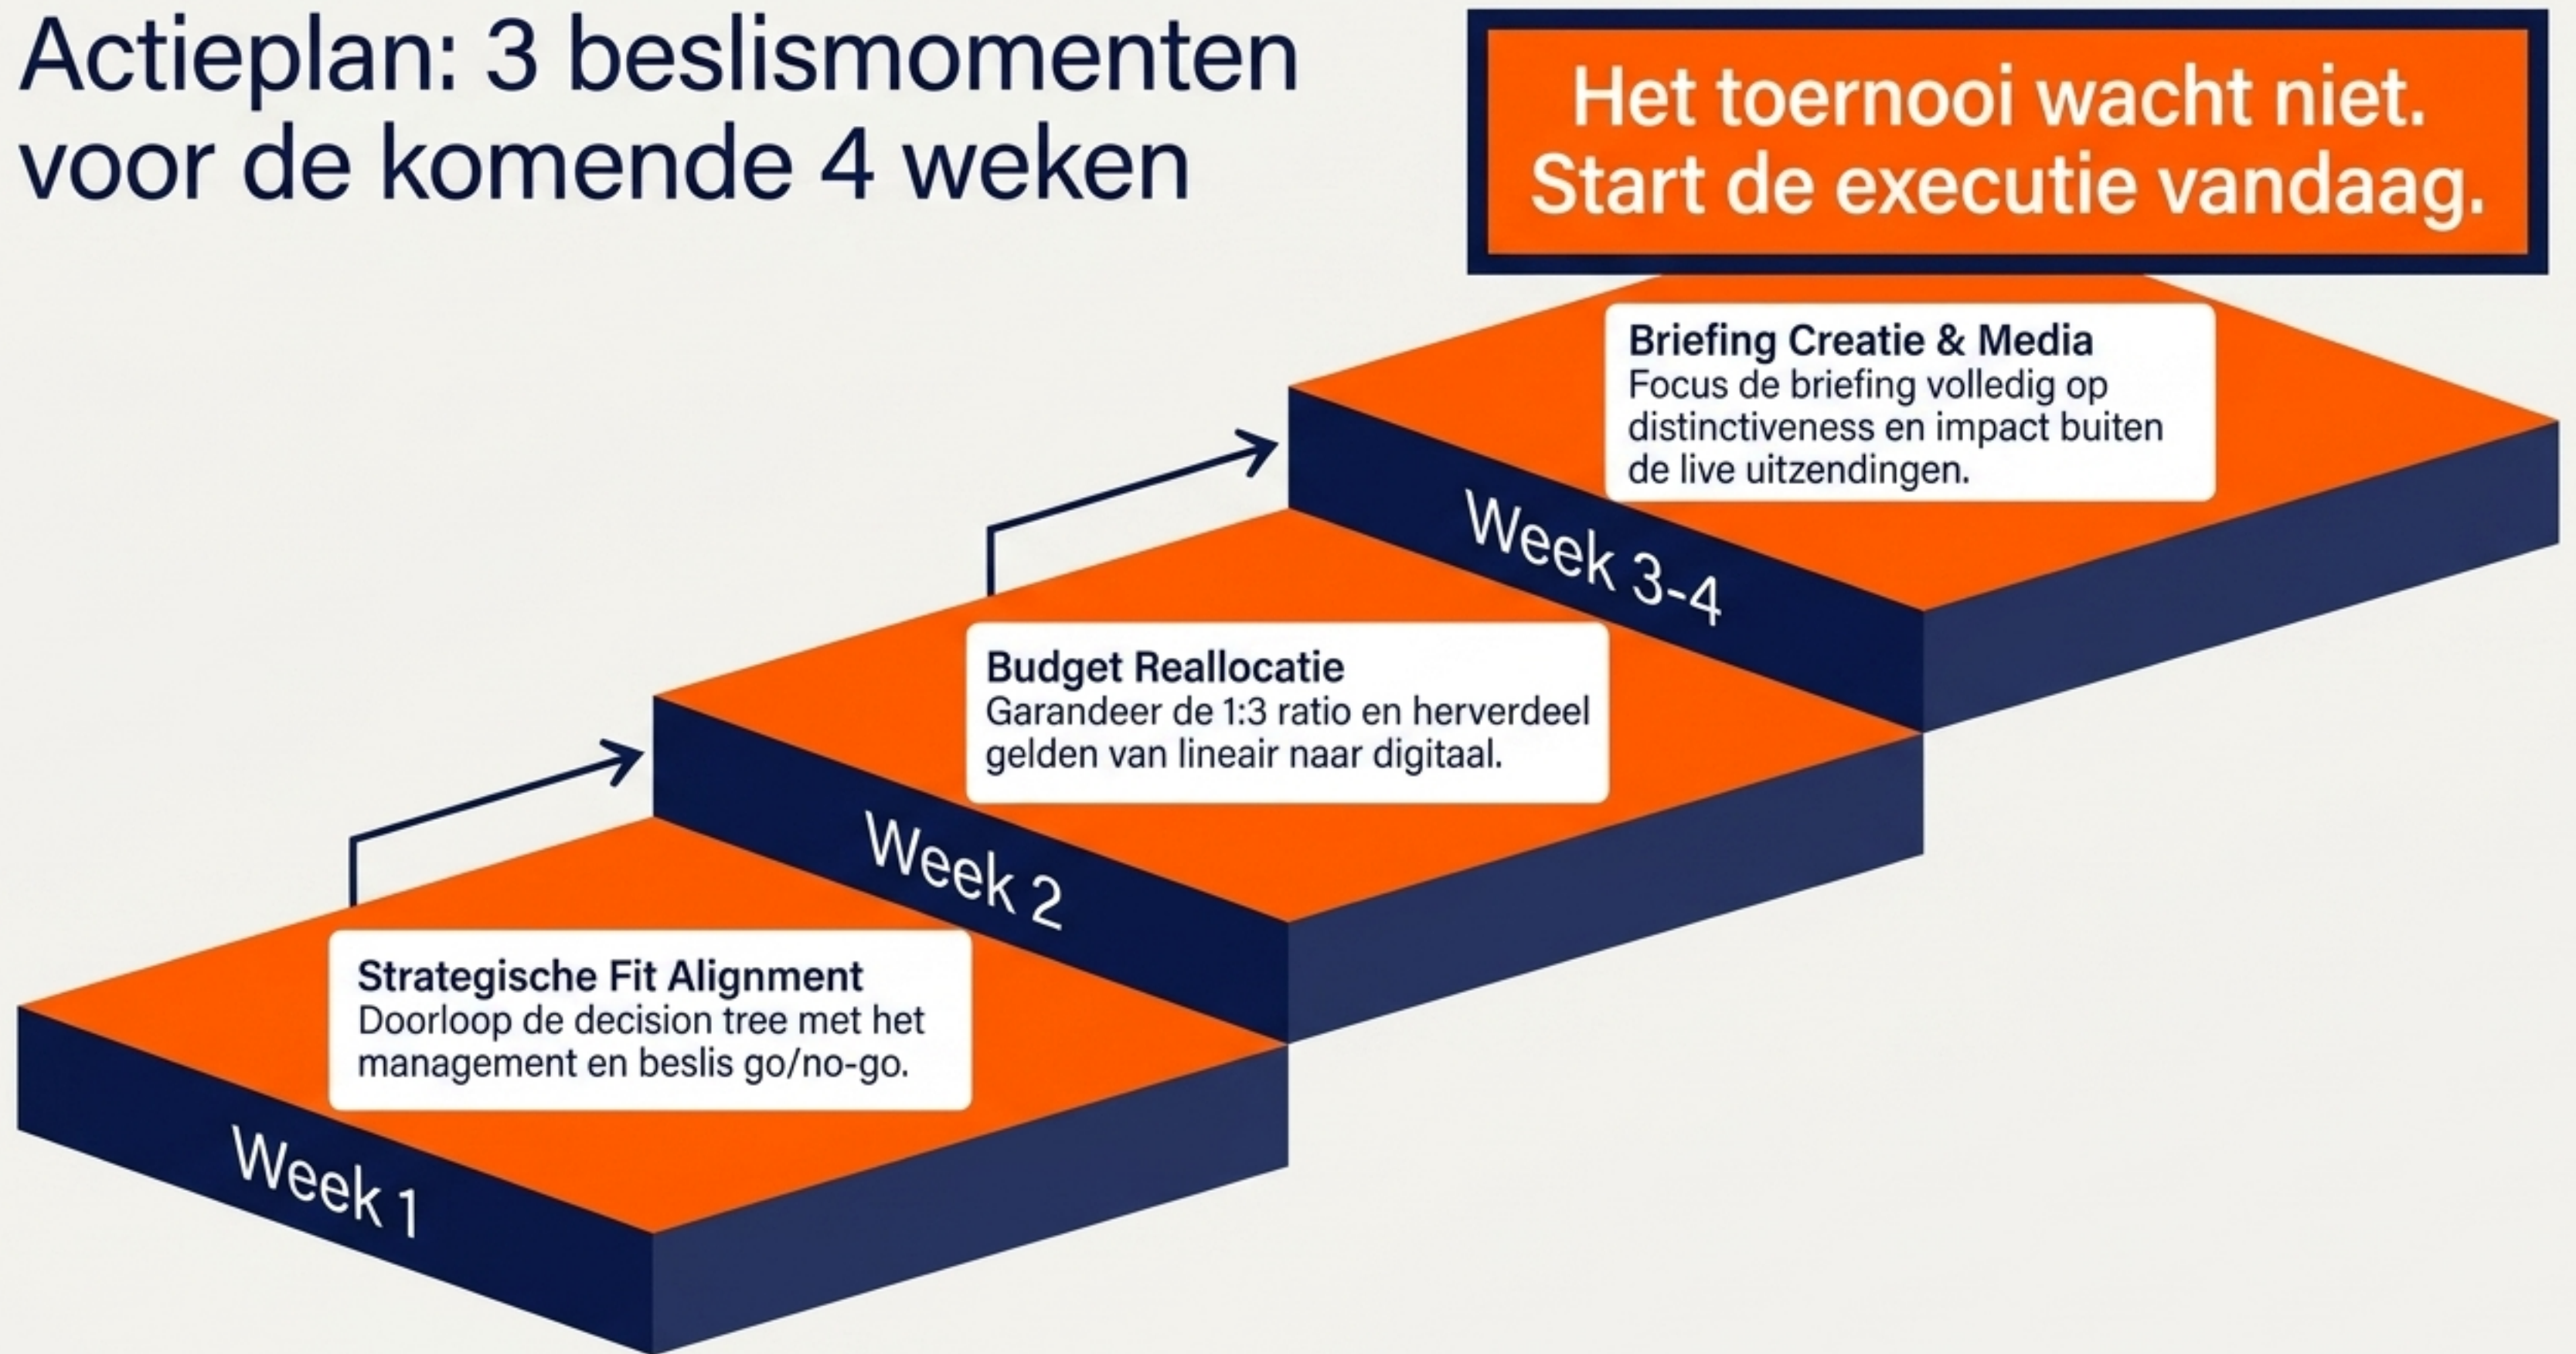 Actieplan: 3 beslismomenten
voor de komende 4 weken
Het toernooi wacht niet.
Start de executie vandaag.
Briefing Creatie & Media
Focus de briefing volledig op
distinctiveness en impact buiten
de live uitzendingen.
Week 3-4
Budget Reallocatie
Garandeer de 1:3 ratio en herverdeel
gelden van lineair naar digitaal.
Week 2
Strategische Fit Alignment
Doorloop de decision tree met het
management en beslis go/no-go.
Week 1